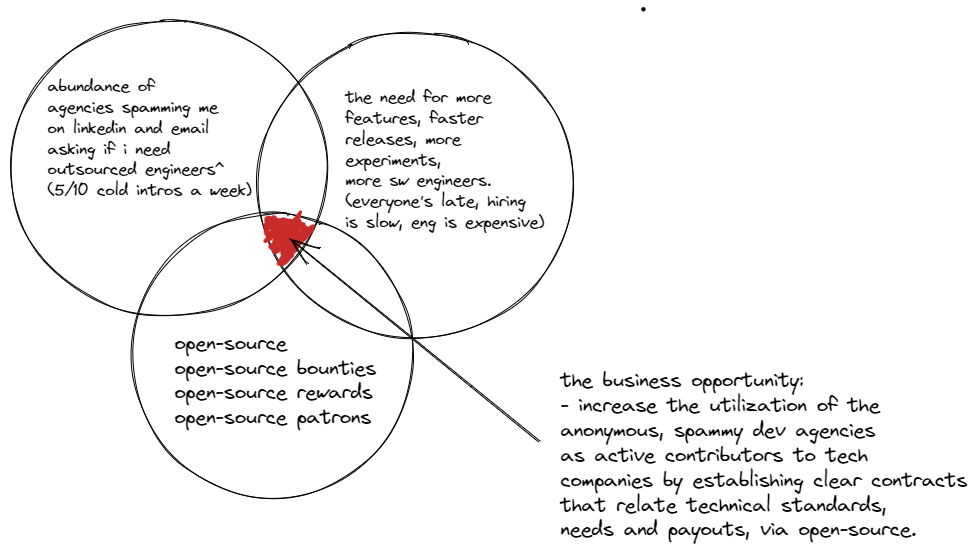 abundance of
agencies spamming me
on linkedin and email
asking if i need
outsourced engineers^
(5/10 cold intros a week)
the need for more
features, faster
releases, more
experiments,
more sw engineers.
(everyone's late, hiring
is slow, eng is expensive)
open-source
open-source bounties
open-source rewards
open-source patrons
the business opportunity:
- increase the utilization of the
anonymous, spammy dev agencies
as active contributors to tech
companies by establishing clear contracts
that relate technical standards,
needs and payouts, via open-source.